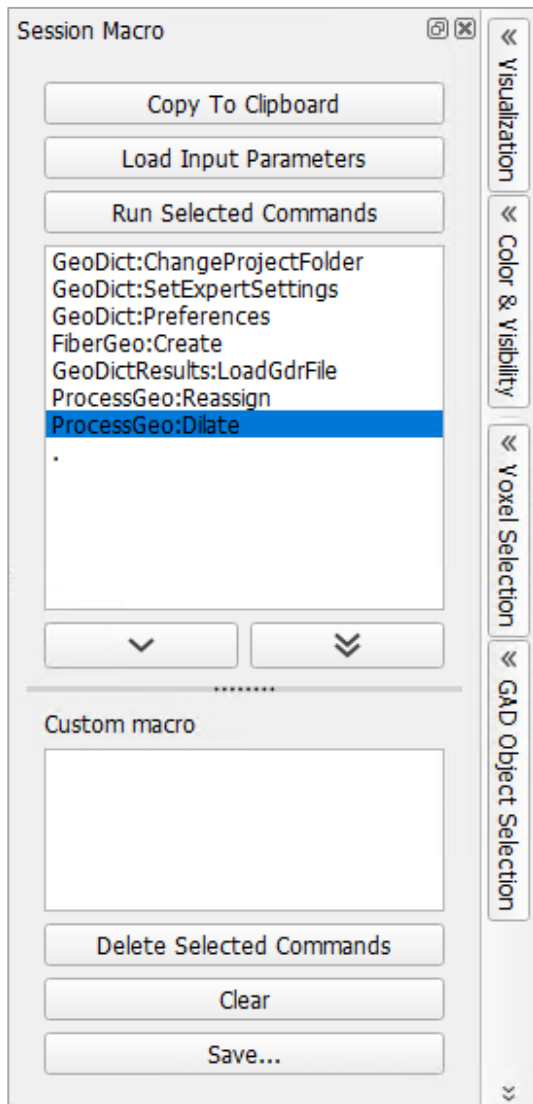 Session Macro
Copy To Clipboard
Load Input Parameters
Run Selected Commands
GeoDict:ChangeProjectFolder
GeoDict:SetExpertSettings
GeoDict:Preferences
FiberGeo:Create
GeoDictResults:LoadGdrFile
ProcessGeo:Reassign
ProcessGeo:Dilate
.
Custom macro
Delete Selected Commands
Clear
Save...
Visualization
Color & Visibility
Voxel Selection
GAD Object Selection